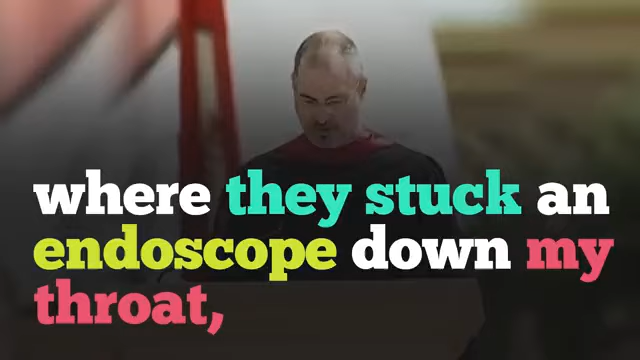 where they stuck an
endoscope down my
throat,